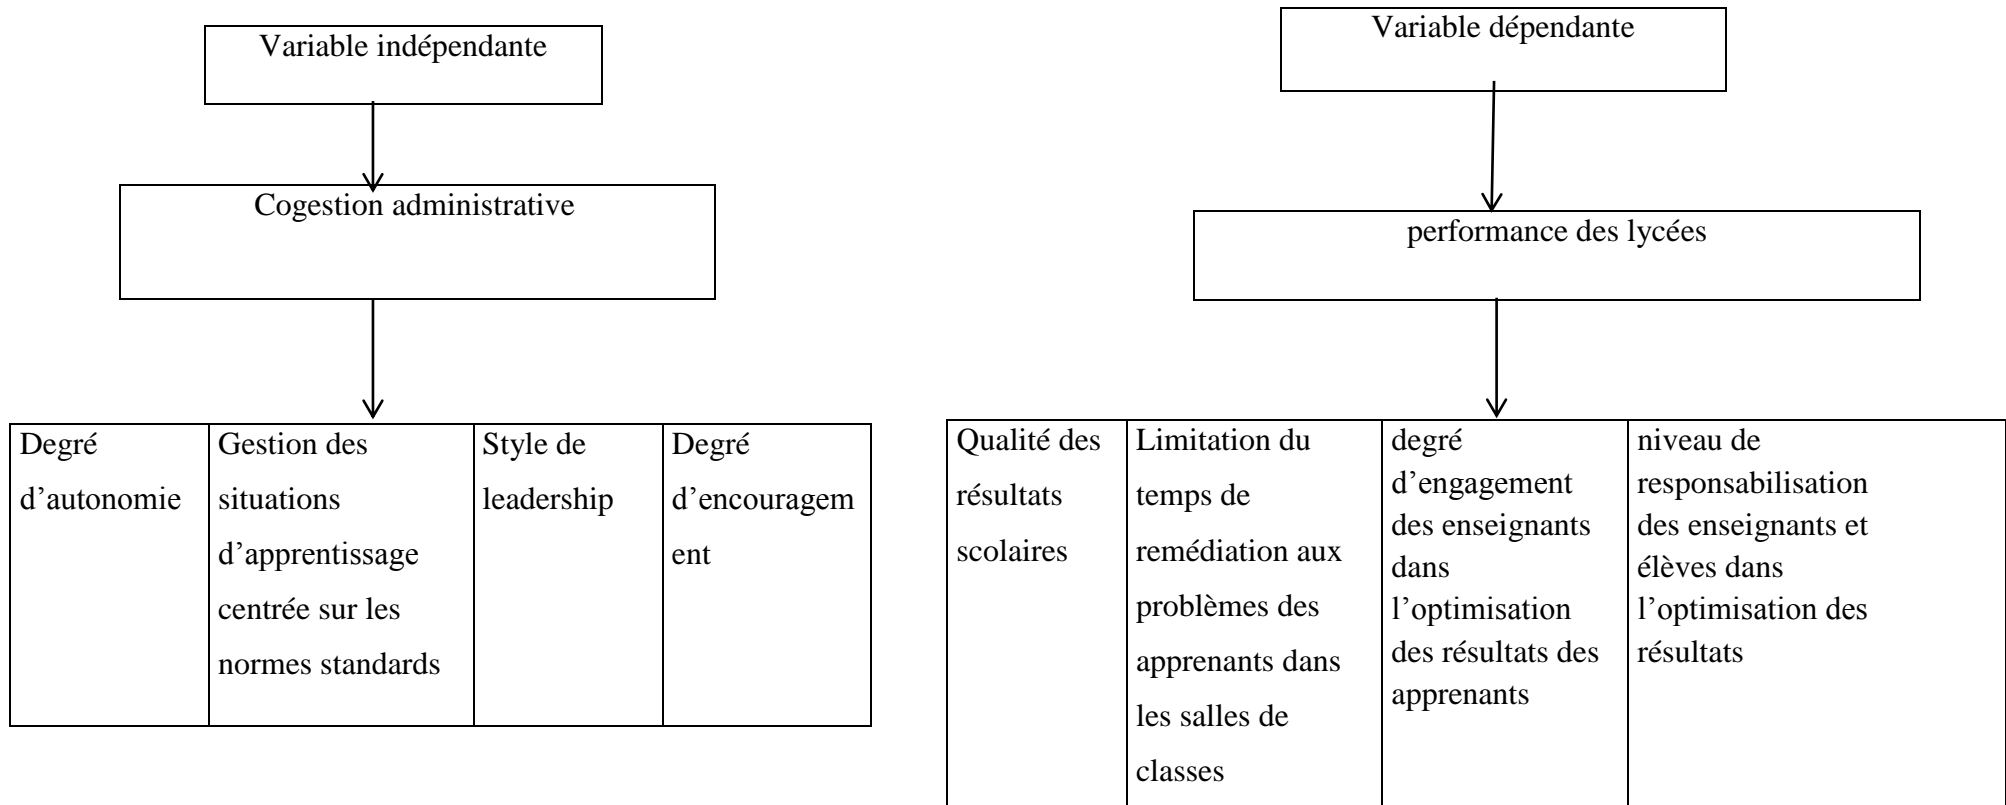 Variable indépendante
Cogestion administrative
Degré
d’autonomie
Gestion des
situations
d’apprentissage
centrée sur les
normes standards
Style de
leadership
Degré
d’encouragem
ent
Variable dépendante
performance des lycées
Qualité des
résultats
scolaires
Limitation du
temps de
remédiation aux
problèmes des
apprenants dans
les salles de
classes
degré
d’engagement
des enseignants
dans
l’optimisation
des résultats des
apprenants
niveau de
responsabilisation
des enseignants et
élèves dans
l’optimisation des
résultats